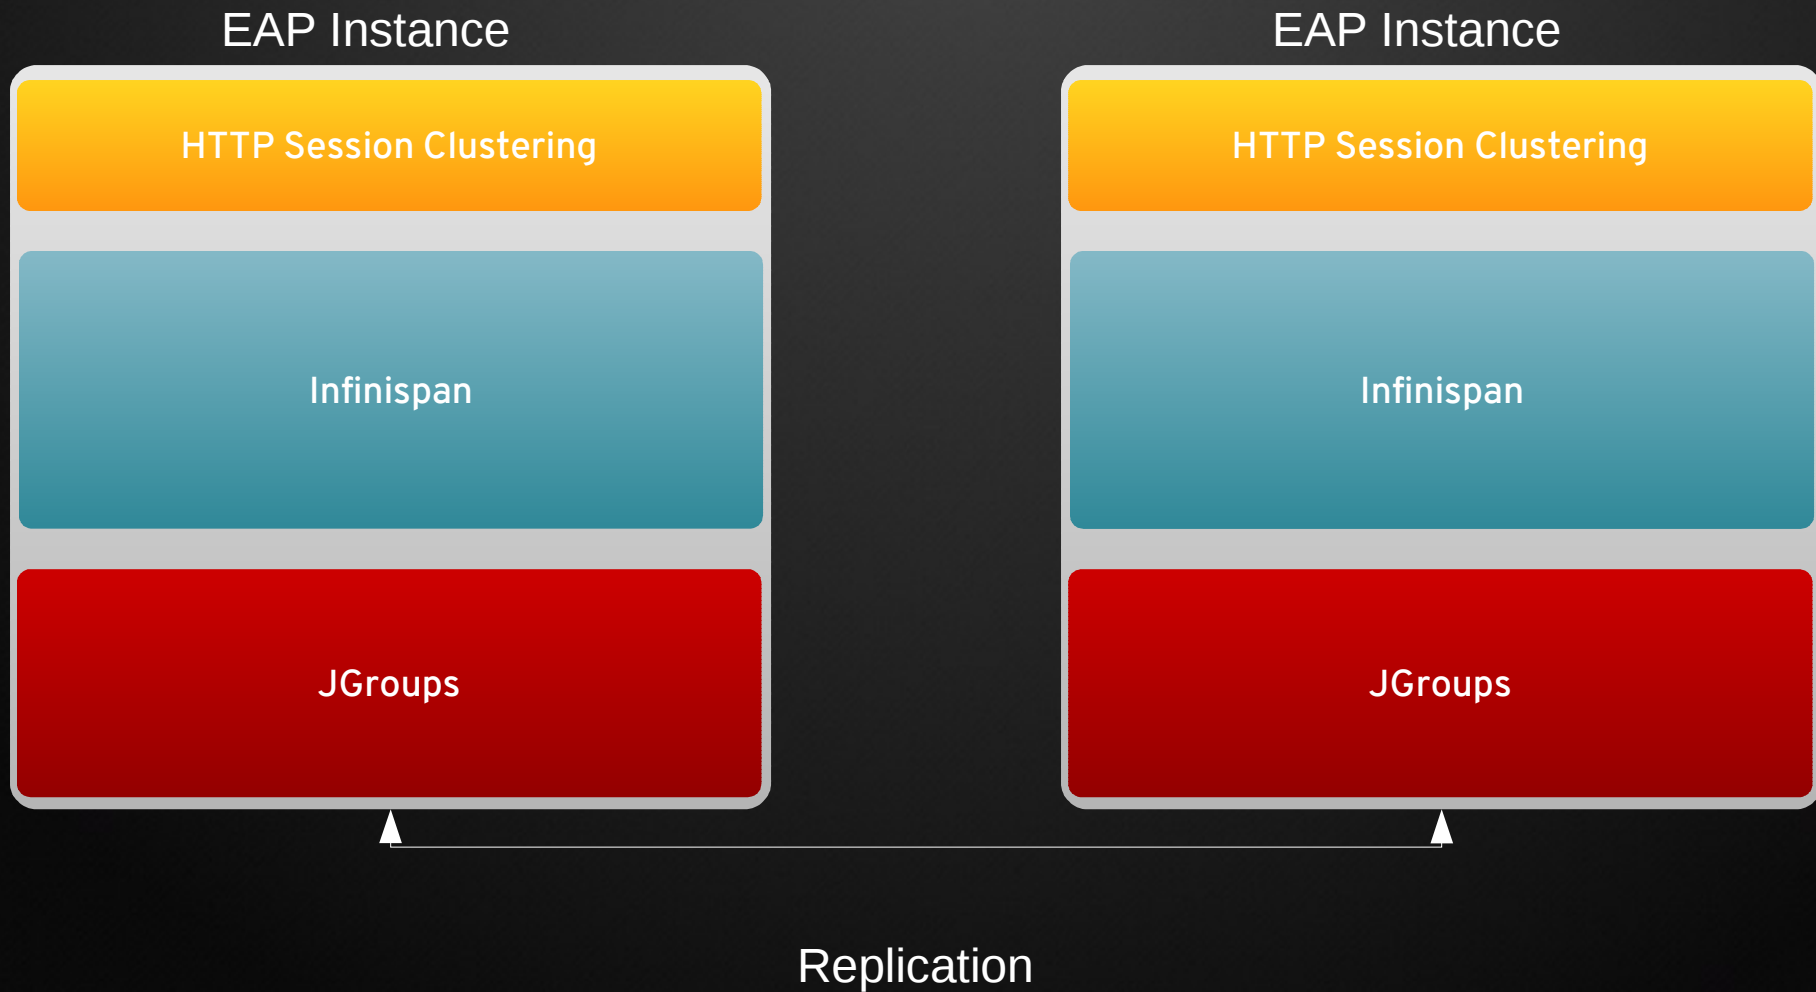 EAP Instance
EAP Instance
HTTP Session Clustering
HTTP Session Clustering
Infinispan
Infinispan
JGroups
JGroups
Replication